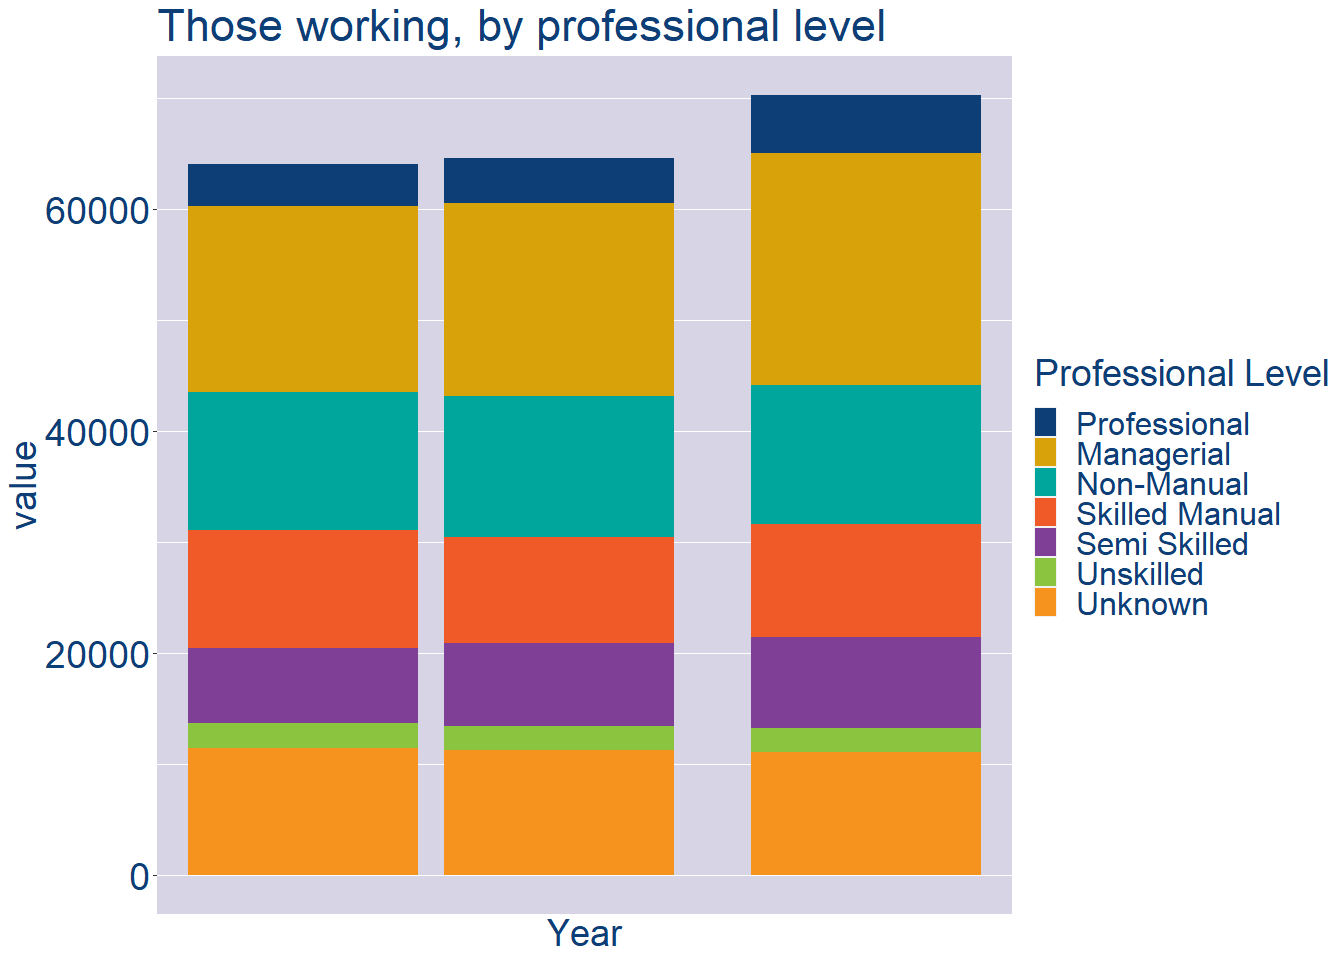 Those working, by professional level
value
60000
40000
20000
0
Year
Professional Level
Professional
Managerial
Non-Manual
Skilled Manual
Semi Skilled
Unskilled
Unknown